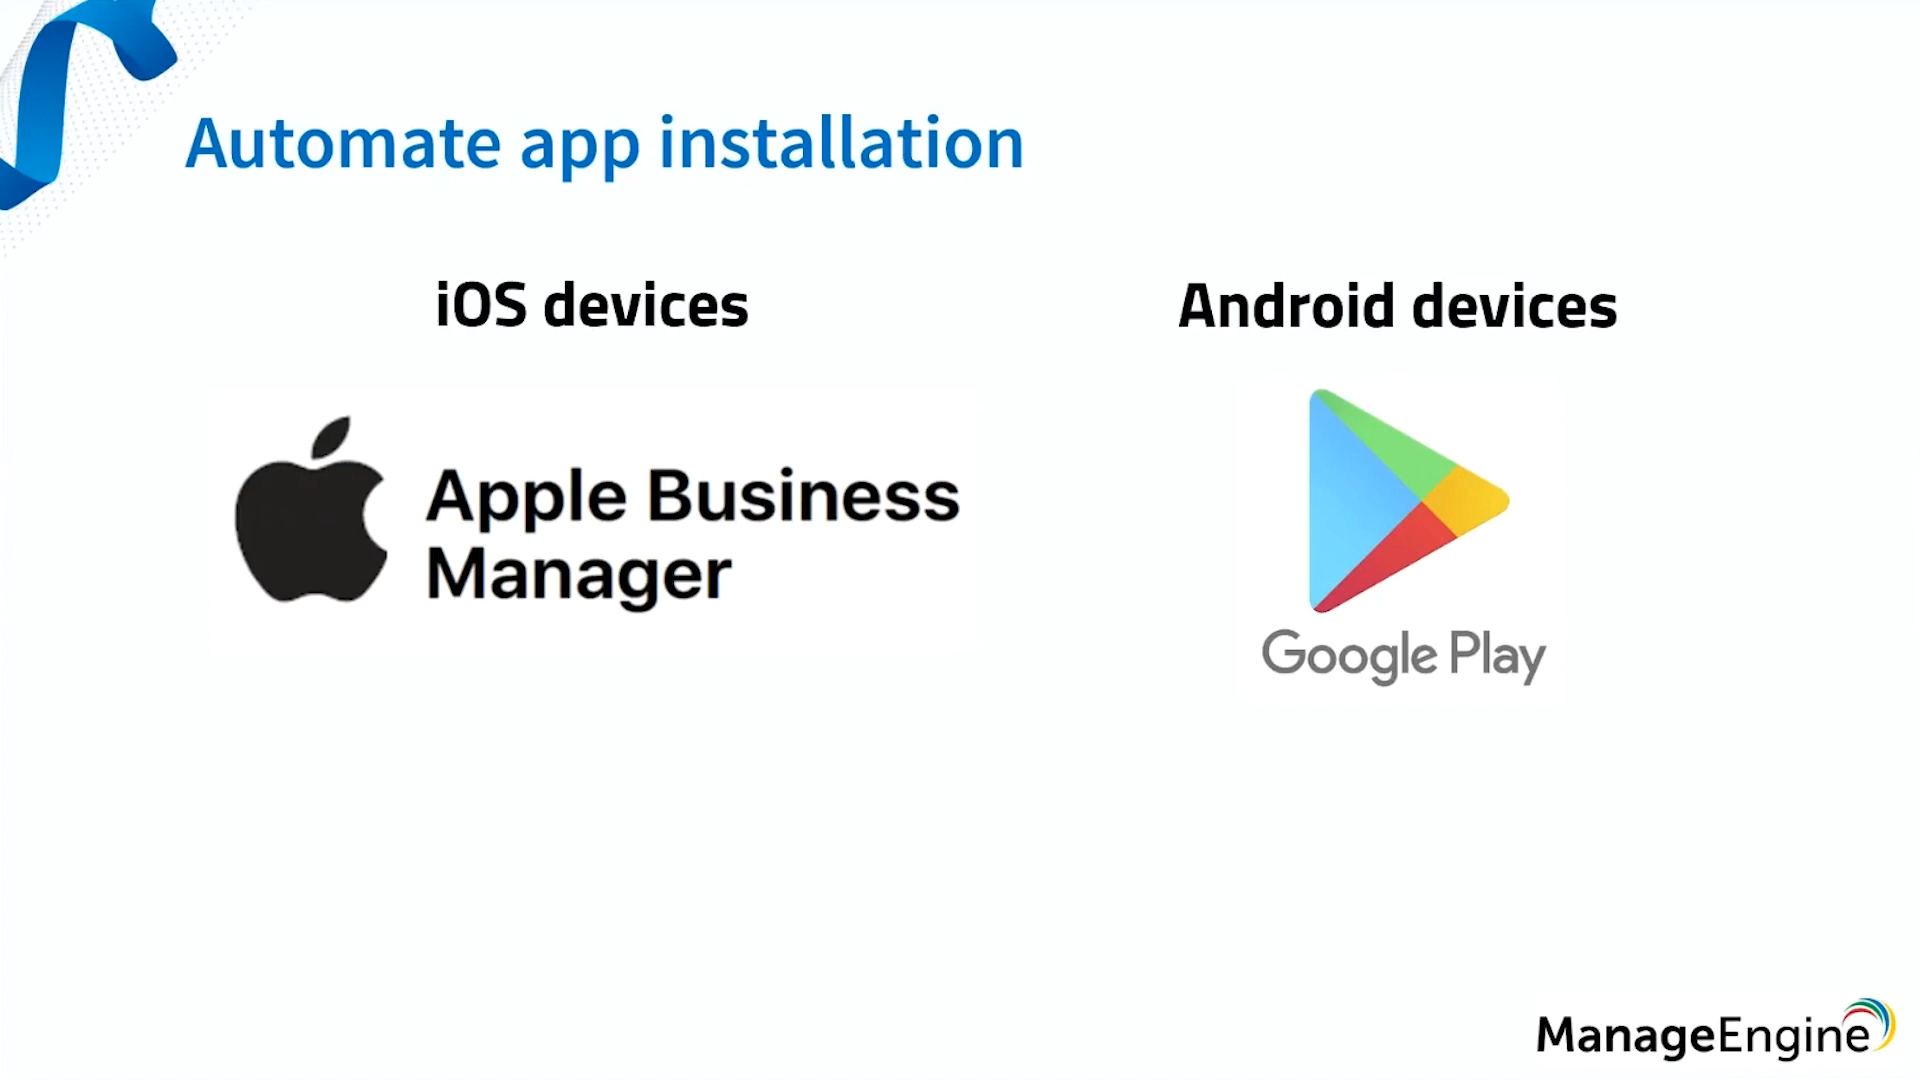 Automate app installation
iOS devices
Android devices
Apple Business
Manager
Google Play
ManageEngine